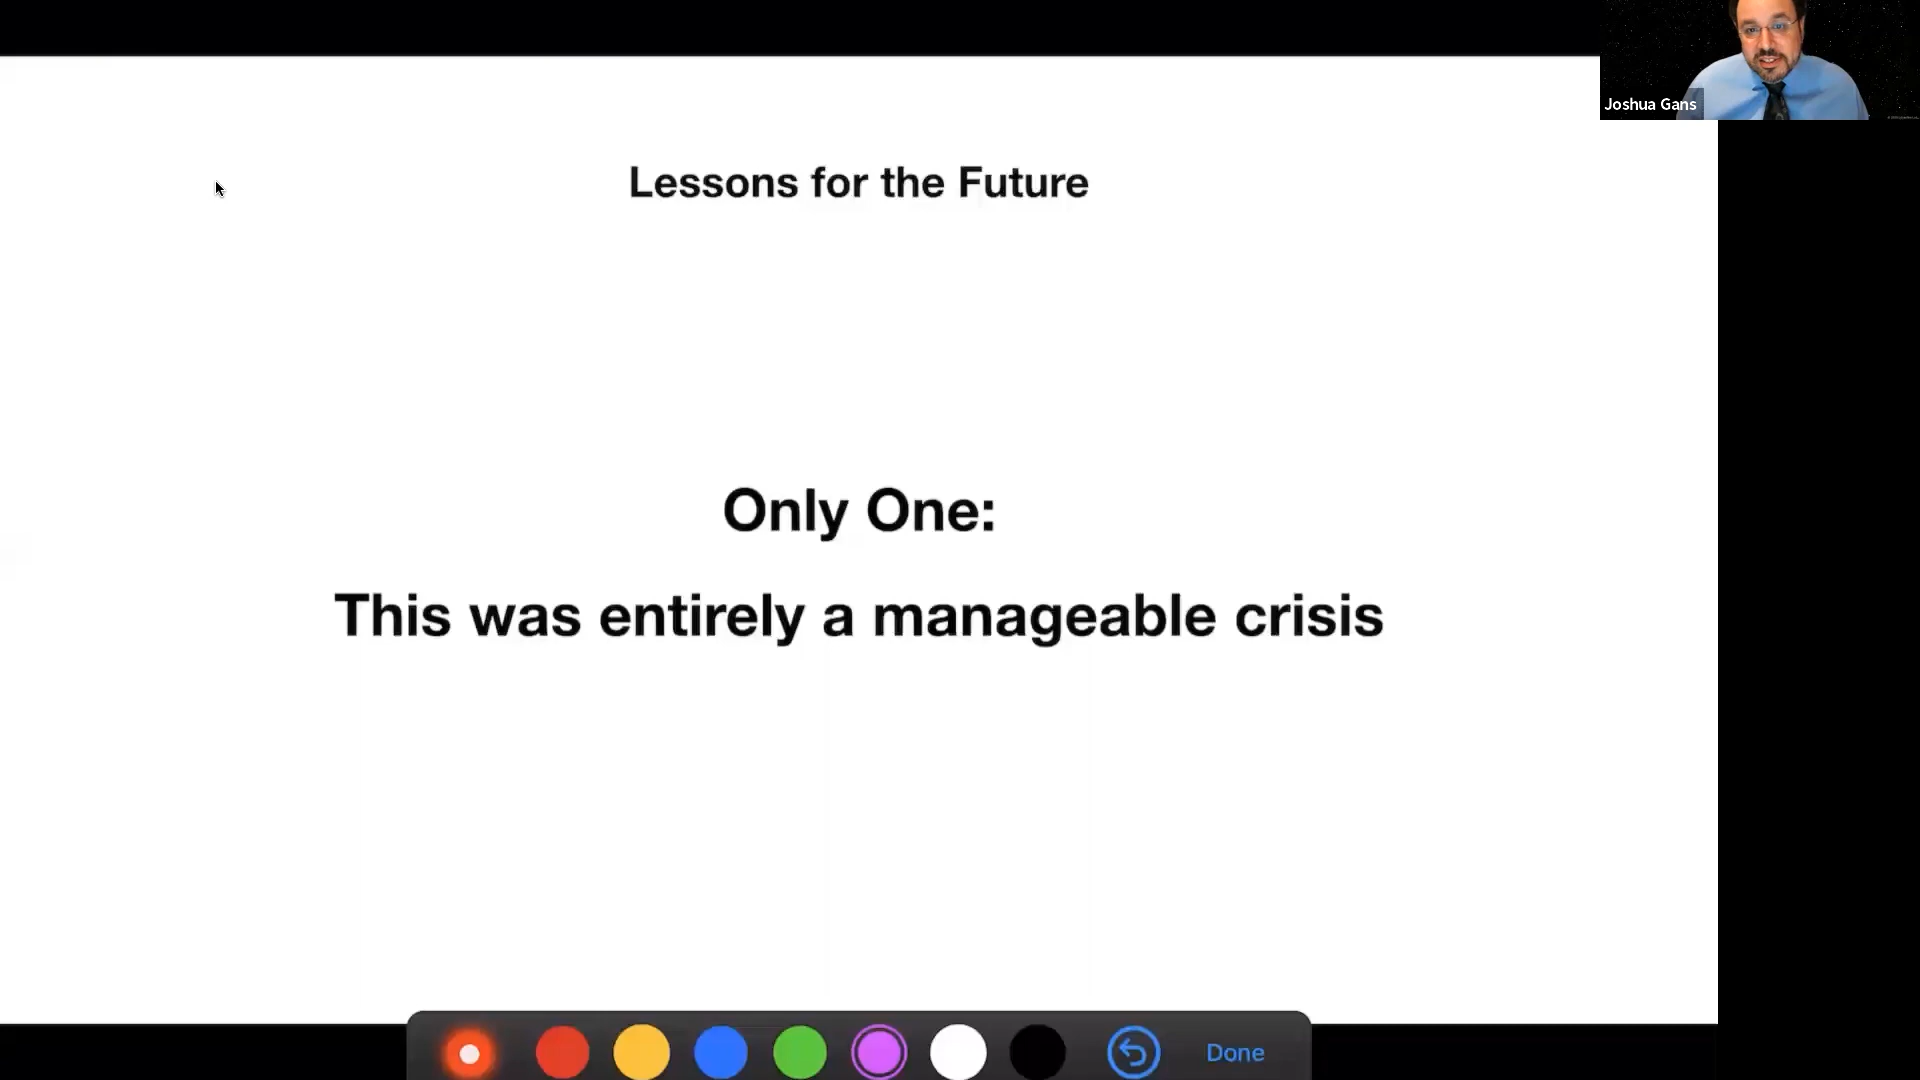 Joshua Gans
Lessons for the Future
Only One:
This was entirely a manageable crisis
Done